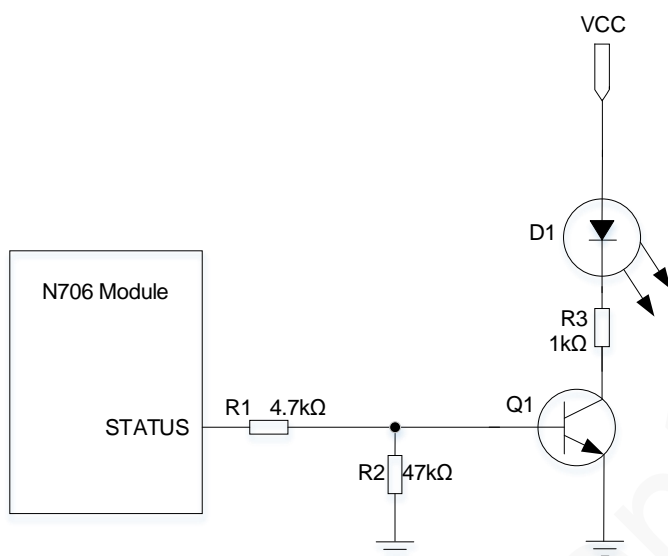 VCC
D1
N706 Module
R3
1kΩ
Q1
R1 4.7kΩ
STATUS
R2 47kΩ